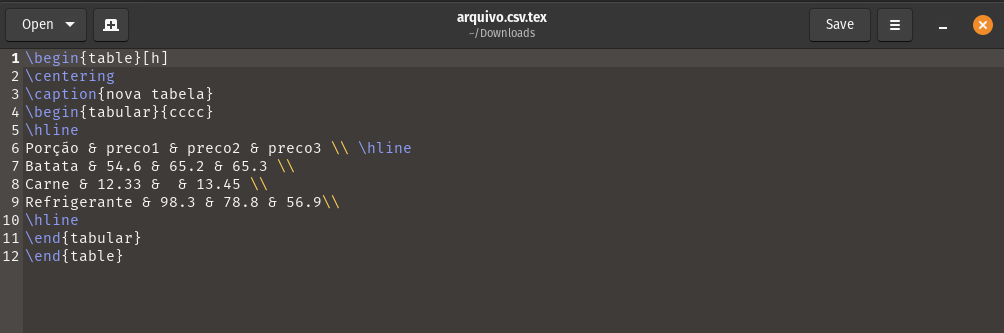 Open
arquivo.csv.tex
~/Downloads
Save
1 \begin{table}[h]
2 \centering
3 \caption{nova tabela}
4 \begin{tabular}{cccc}
5 \hline
6 Porção & preco1 & preco2 & preco3 \\ \hline
7 Batata & 54.6 & 65.2 & 65.3 \\
8 Carne & 12.33 &  & 13.45 \\
9 Refrigerante & 98.3 & 78.8 & 56.9\\
10 \hline
11 \end{tabular}
12 \end{table}